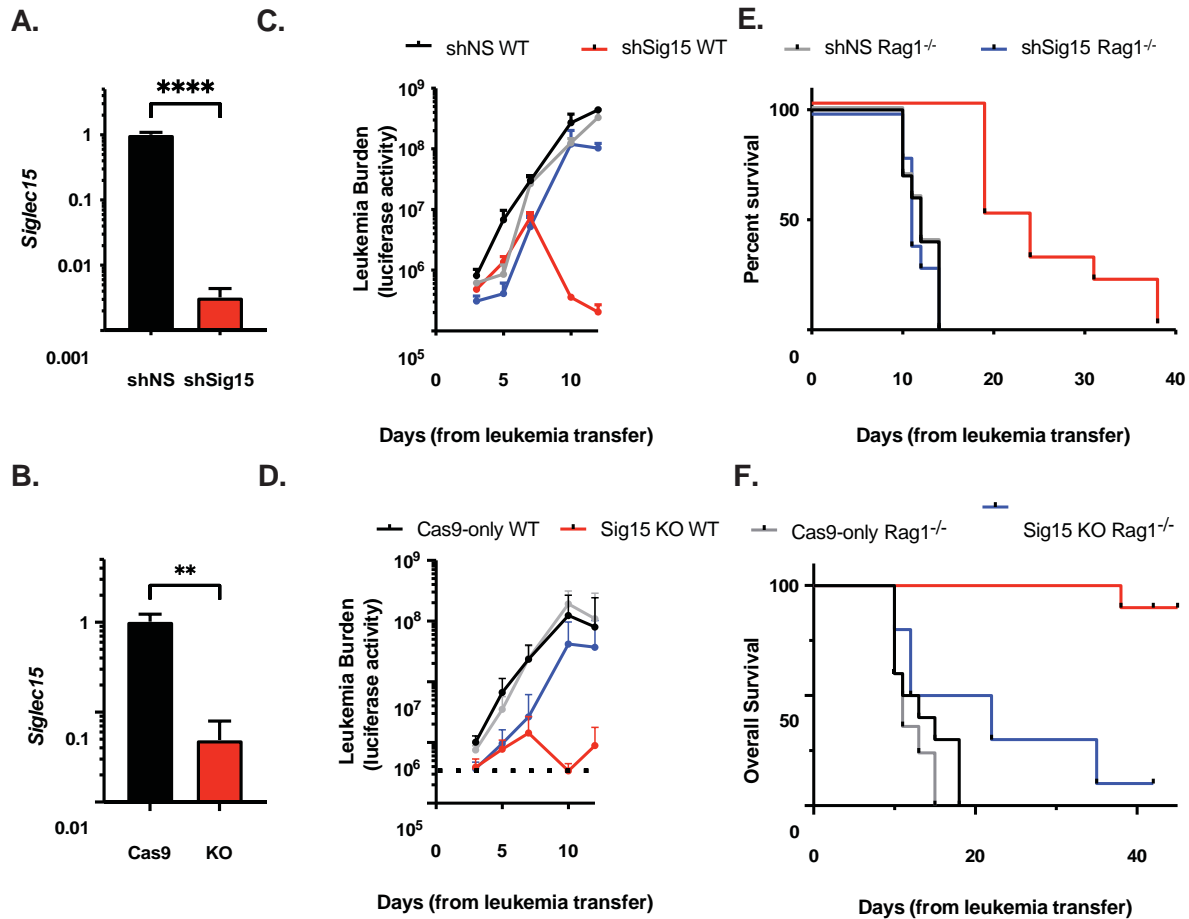 A.
Siglec15
****
1
0.1
0.01
0.001
shNS shSig15
C.
shNS WT
shSig15 WT
Leukemia Burden
(luciferase activity)
10⁹
10⁸
10⁷
10⁶
10⁵
0 5 10
Days (from leukemia transfer)
E.
shNS Rag1-/-
shSig15 Rag1-/-
Percent survival
100
50
0
0 10 20 30 40
Days (from leukemia transfer)
B.
Siglec15
**
1
0.1
0.01
Cas9 KO
D.
Cas9-only WT
Sig15 KO WT
Leukemia Burden
(luciferase activity)
10⁹
10⁸
10⁷
10⁶
10⁵
0 5 10
Days (from leukemia transfer)
F.
Cas9-only Rag1-/-
Sig15 KO Rag1-/-
Overall Survival
100
50
0
0 20 40
Days (from leukemia transfer)